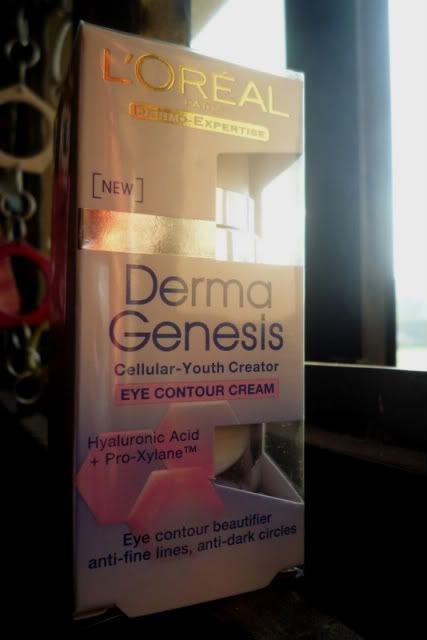 L'ORÉAL
PARIS
DERMO-EXPERTISE
[NEW]
Derma
Genesis
Cellular-Youth Creator
EYE CONTOUR CREAM
Hyaluronic Acid
+ Pro-Xylane™
Eye contour beautifier
anti-fine lines, anti-dark circles